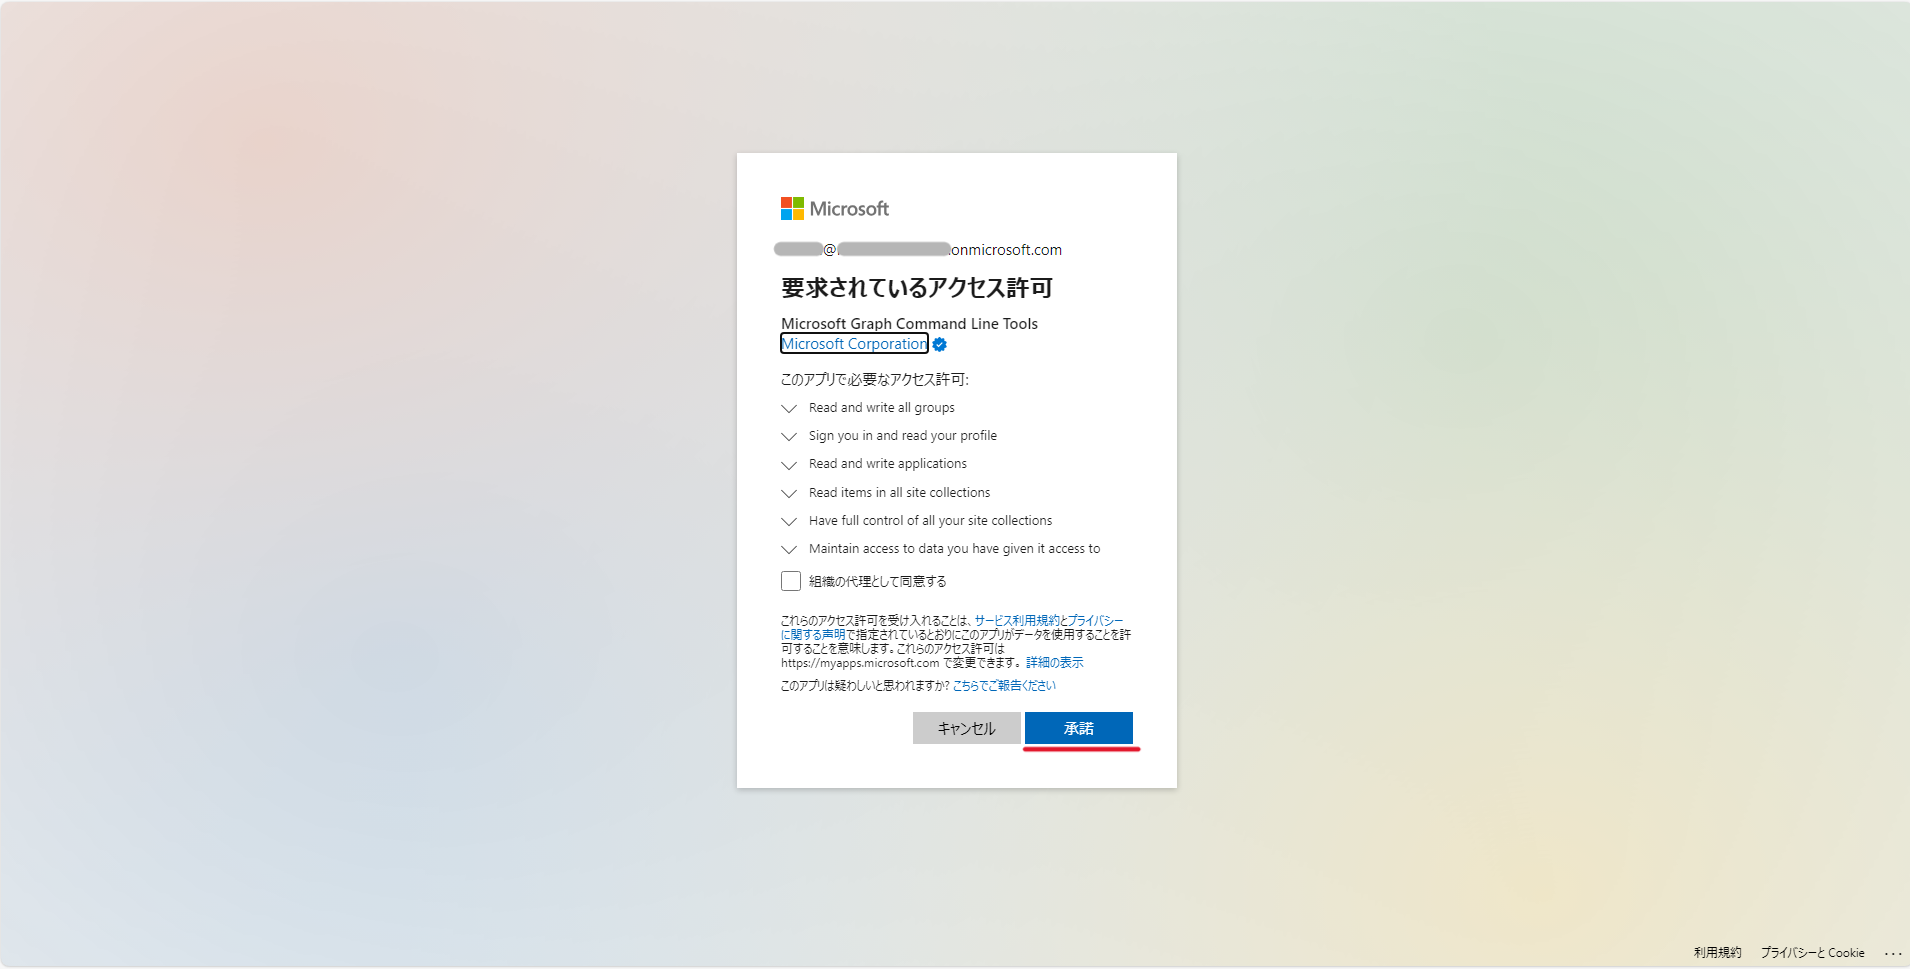 Microsoft
@ .onmicrosoft.com
要求されているアクセス許可
Microsoft Graph Command Line Tools
Microsoft Corporation
このアプリで必要なアクセス許可:
Read and write all groups
Sign you in and read your profile
Read and write applications
Read items in all site collections
Have full control of all your site collections
Maintain access to data you have given it access to
組織の代理として同意する
これらのアクセス許可を受け入れることは、サービス利用規約とプライバシー
に関する声明で指定されているとおりにこのアプリがデータを使用することを許
可することを意味します。これらのアクセス許可は
https://myapps.microsoft.com で変更できます。 詳細の表示
このアプリは疑わしいと思われますか? こちらでご報告ください
キャンセル 承諾
利用規約 プライバシーと Cookie ...